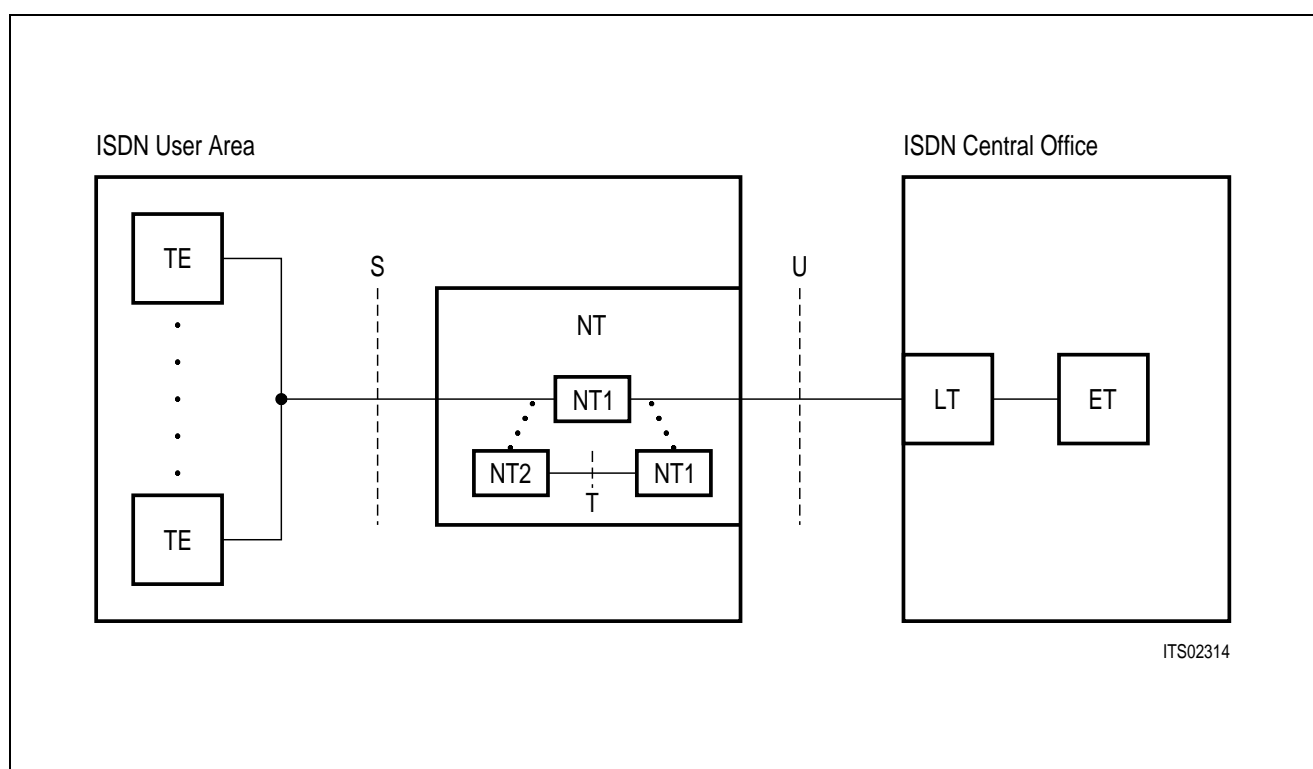 ISDN User Area
ISDN Central Office
TE
S
U
NT
NT1
LT
ET
NT2
NT1
T
TE
ITS02314